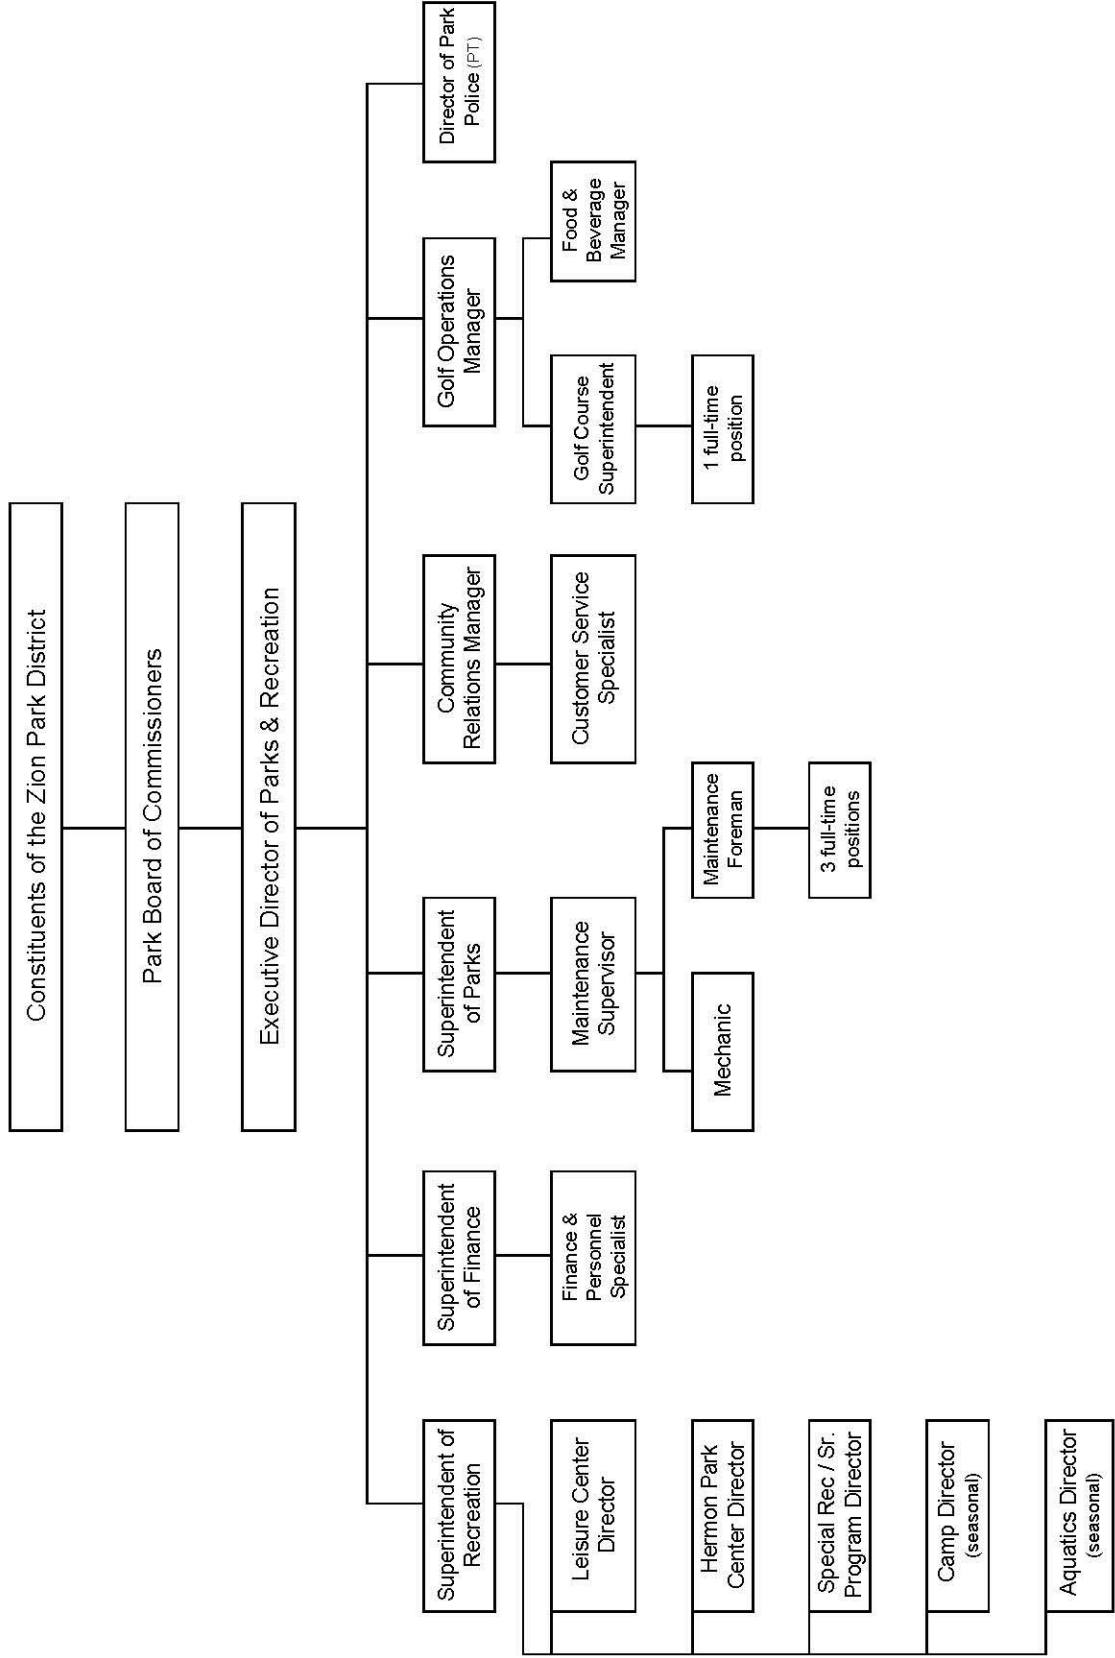 Constituents of the Zion Park District
Park Board of Commissioners
Executive Director of Parks & Recreation
Superintendent of
Recreation
Superintendent
of Finance
Superintendent
of Parks
Community
Relations Manager
Golf Operations
Manager
Director of Park
Police (PT)
Leisure Center
Director
Finance &
Personnel
Specialist
Maintenance
Supervisor
Customer Service
Specialist
Golf Course
Superintendent
Food &
Beverage
Manager
Hermon Park
Center Director
Mechanic
Maintenance
Foreman
1 full-time
position
Special Rec / Sr.
Program Director
3 full-time
positions
Camp Director
(seasonal)
Aquatics Director
(seasonal)